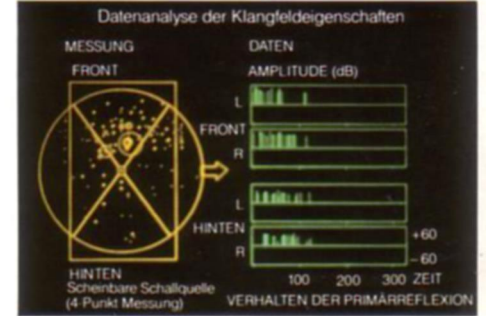 Datenanalyse der Klangfeldeigenschaften
MESSUNG
FRONT
HINTEN
Scheinbare Schallquelle
(4-Punkt Messung)
DATEN
AMPLITUDE (dB)
L
FRONT
R
L
HINTEN
R
+60
-60
100 200 300 ZEIT
VERHALTEN DER PRIMÄRREFLEXION